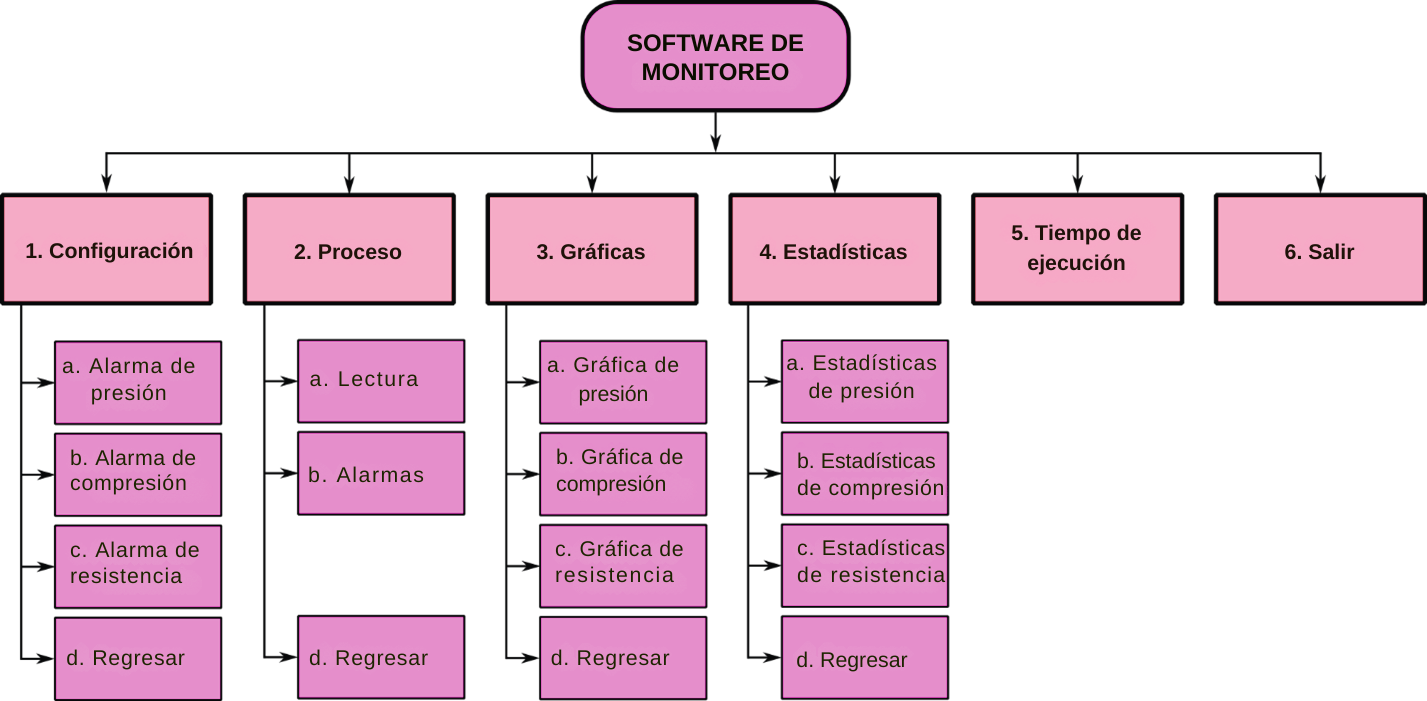 SOFTWARE DE
MONITOREO
1. Configuración
2. Proceso
3. Gráficas
4. Estadísticas
5. Tiempo de
ejecución
6. Salir
a. Alarma de
presión
b. Alarma de
compresión
c. Alarma de
resistencia
d. Regresar
a. Lectura
b. Alarmas
d. Regresar
a. Gráfica de
presión
b. Gráfica de
compresión
c. Gráfica de
resistencia
d. Regresar
a. Estadísticas
de presión
b. Estadísticas
de compresión
c. Estadísticas
de resistencia
d. Regresar